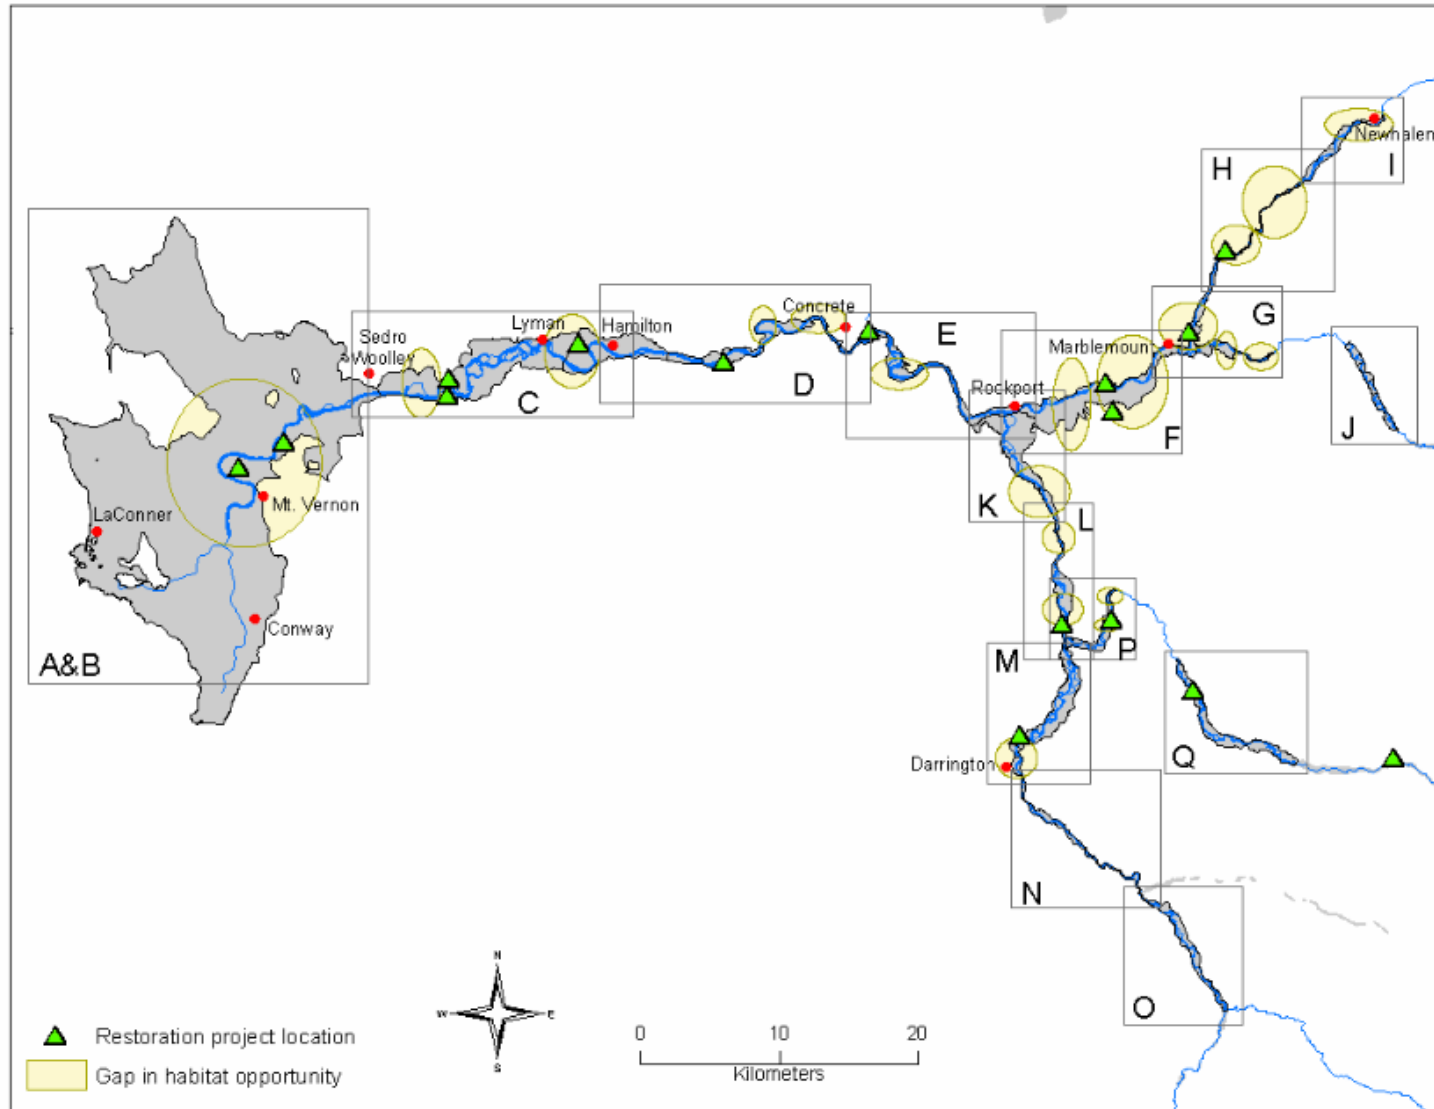 Newhalen
I
H
Concrete
Lyman
Hamilton
Sedro
Woolley
E
G
Marblemount
D
C
Rockport
F
J
K
L
Mt. Vernon
LaConner
Conway
A&B
M
P
Q
Darrington
N
O
N
W
E
S
Restoration project location
Gap in habitat opportunity
0
10
20
Kilometers